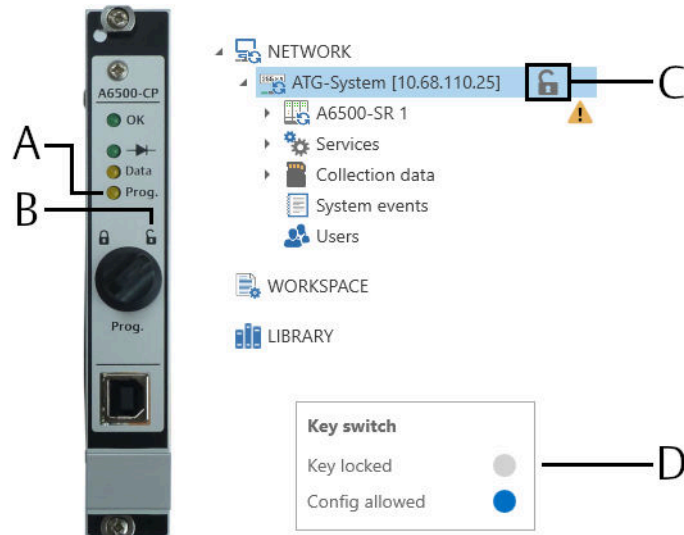 A6500-CP
OK
Data
Prog.
Prog.
A
B
NETWORK
ATG-System [10.68.110.25]
C
A6500-SR 1
Services
Collection data
System events
Users
WORKSPACE
LIBRARY
Key switch
Key locked
Config allowed
D